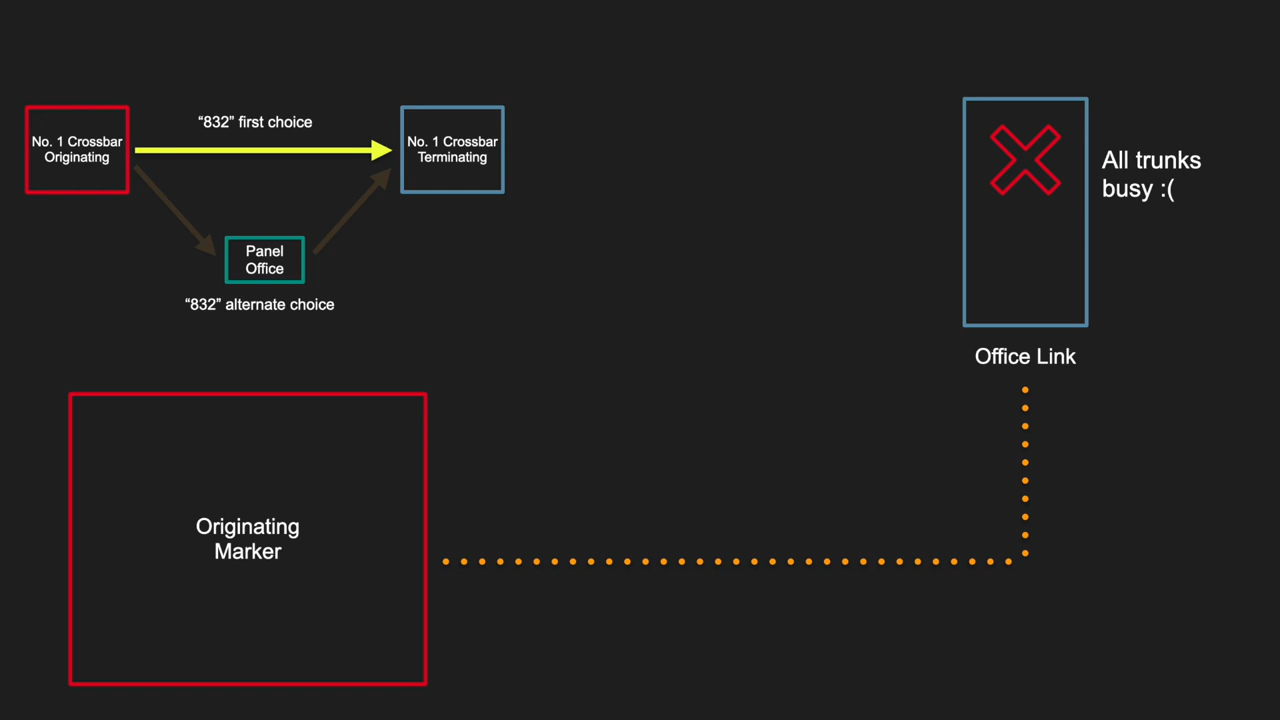 “832” first choice
No. 1 Crossbar
Originating
No. 1 Crossbar
Terminating
Panel
Office
“832” alternate choice
All trunks
busy :(
Office Link
Originating
Marker